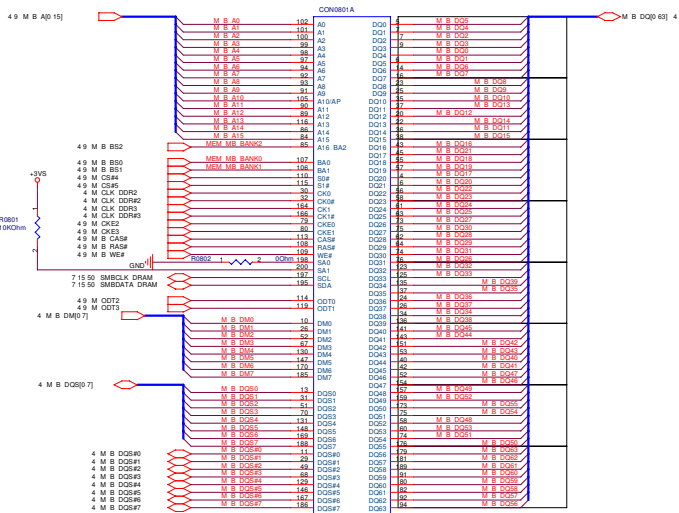 CON0801A
4 9 M B A[0 15]
M B DQ[0 63] 4
M B A0 102 A0
M B A1 101 A1
M B A2 100 A2
M B A3 99 A3
M B A4 98 A4
M B A5 97 A5
M B A6 94 A6
M B A7 92 A7
M B A8 93 A8
M B A9 91 A9
M B A10 105 A10/AP
M B A11 90 A11
M B A12 89 A12
M B A13 116 A13
M B A14 86 A14
M B A15 84 A15
4 9 M B BS2 MEM MB BANK2 85 A16 BA2
4 9 M B BS0 MEM MB BANK0 107 BA0
4 9 M B BS1 MEM MB BANK1 106 BA1
4 9 M CS#4 110 S0#
4 9 M CS#5 115 S1#
4 M CLK DDR2 30 CK0
4 M CLK DDR#2 32 CK0#
4 M CLK DDR3 164 CK1
4 M CLK DDR#3 166 CK1#
4 9 M CKE2 79 CKE0
4 9 M CKE3 80 CKE1
4 9 M B CAS# 113 CAS#
4 9 M B RAS# 108 RAS#
4 9 M B WE# 109 WE#
+3VS
R0801
10KOhm
1
2
GND
R0802 1 2 0Ohm
198 SA0
200 SA1
7 15 50 SMBCLK DRAM 197 SCL
7 15 50 SMBDATA DRAM 195 SDA
4 9 M ODT2 114 ODT0
4 9 M ODT3 119 ODT1
4 M B DM[0 7]
M B DM0 10 DM0
M B DM1 26 DM1
M B DM2 52 DM2
M B DM3 67 DM3
M B DM4 130 DM4
M B DM5 147 DM5
M B DM6 170 DM6
M B DM7 185 DM7
4 M B DQS[0 7]
M B DQS0 13 DQS0
M B DQS1 31 DQS1
M B DQS2 51 DQS2
M B DQS3 70 DQS3
M B DQS4 131 DQS4
M B DQS5 148 DQS5
M B DQS6 169 DQS6
M B DQS7 188 DQS7
4 M B DQS#0 M B DQS#0 11 DQS#0
4 M B DQS#1 M B DQS#1 29 DQS#1
4 M B DQS#2 M B DQS#2 49 DQS#2
4 M B DQS#3 M B DQS#3 68 DQS#3
4 M B DQS#4 M B DQS#4 129 DQS#4
4 M B DQS#5 M B DQS#5 146 DQS#5
4 M B DQS#6 M B DQS#6 167 DQS#6
4 M B DQS#7 M B DQS#7 186 DQS#7
DQ0 M B DQ5
DQ1 M B DQ4
DQ2 M B DQ2
DQ3 M B DQ3
DQ4 M B DQ0
DQ5 M B DQ1
DQ6 M B DQ6
DQ7 M B DQ7
DQ8 M B DQ8
DQ9 M B DQ9
DQ10 M B DQ10
DQ11 M B DQ13
DQ12 M B DQ12
DQ13 M B DQ14
DQ14 M B DQ11
DQ15 M B DQ15
DQ16 M B DQ16
DQ17 M B DQ21
DQ18 M B DQ18
DQ19 M B DQ19
DQ20 M B DQ17
DQ21 M B DQ20
DQ22 M B DQ22
DQ23 M B DQ23
DQ24 M B DQ24
DQ25 M B DQ25
DQ26 M B DQ27
DQ27 M B DQ30
DQ28 M B DQ28
DQ29 M B DQ29
DQ30 M B DQ31
DQ31 M B DQ26
DQ32 M B DQ32
DQ33 M B DQ33
DQ34 M B DQ39
DQ35 M B DQ35
DQ36 M B DQ36
DQ37 M B DQ37
DQ38 M B DQ34
DQ39 M B DQ38
DQ40 M B DQ45
DQ41 M B DQ44
DQ42 M B DQ42
DQ43 M B DQ43
DQ44 M B DQ40
DQ45 M B DQ41
DQ46 M B DQ47
DQ47 M B DQ46
DQ48 M B DQ49
DQ49 M B DQ52
DQ50 M B DQ55
DQ51 M B DQ54
DQ52 M B DQ48
DQ53 M B DQ53
DQ54 M B DQ51
DQ55 M B DQ50
DQ56 M B DQ63
DQ57 M B DQ62
DQ58 M B DQ61
DQ59 M B DQ60
DQ60 M B DQ59
DQ61 M B DQ58
DQ62 M B DQ57
DQ63 M B DQ56